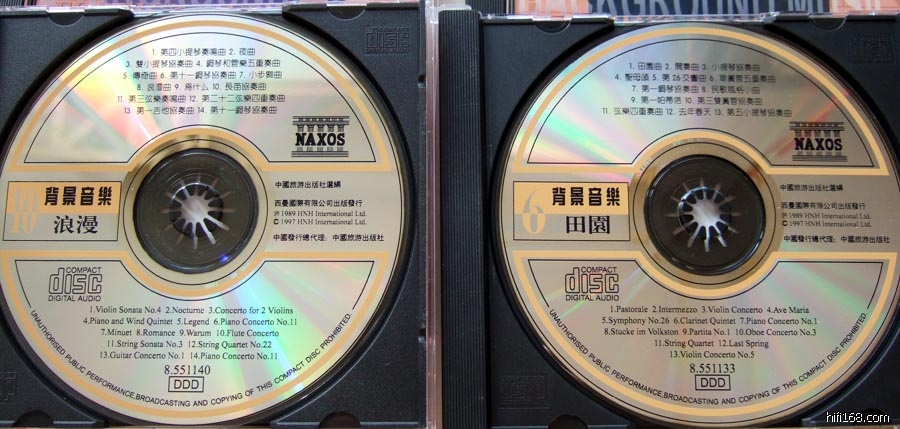 BACKGROUND MUSIC
1. 第四小提琴奏鳴曲 2. 夜曲
3. 雙小提琴協奏曲 4. 鋼琴和管樂五重奏曲
5. 傳奇曲 6. 第十一鋼琴協奏曲 7. 小步舞曲
8. 浪漫曲 9. 爲什么 10. 長笛協奏曲
11. 第三弦樂奏鳴曲 12. 第二十二弦樂四重奏曲
13. 第一吉他協奏曲 14. 第十一鋼琴協奏曲
NAXOS
10
背景音樂
浪漫
中國旅游出版社選編
西曼國際有限公司出版發行
℗ 1989 HNH International Ltd.
© 1997 HNH International Ltd.
中國發行總代理：中國旅游出版社
COMPACT
disc
DIGITAL AUDIO
1.Violin Sonata No.4 2.Nocturne 3.Concerto for 2 Violins
4.Piano and Wind Quintet 5.Legend 6.Piano Concerto No.11
7.Minuet 8.Romance 9.Warum 10.Flute Concerto
11.String Sonata No.3 12.String Quartet No.22
13.Guitar Concerto No.1 14.Piano Concerto No.11
8.551140
DDD
UNAUTHORISED PUBLIC PERFORMANCE,BROADCASTING AND COPYING OF THIS COMPACT DISC PROHIBITED.
1. 田園曲 2. 間奏曲 3. 小提琴協奏曲
4. 聖母頌 5. 第26交響曲 6. 單簧管五重奏曲
7. 第一鋼琴協奏曲 8. 民歌風格小曲
9. 第一帕蒂塔 10. 第三雙簧管協奏曲
11. 弦樂四重奏曲 12. 去年春天 13. 第五小提琴協奏曲
NAXOS
6
背景音樂
田園
中國旅游出版社選編
西曼國際有限公司出版發行
℗ 1989 HNH International Ltd.
© 1997 HNH International Ltd.
中國發行總代理：中國旅游出版社
COMPACT
disc
DIGITAL AUDIO
1.Pastorale 2.Intermezzo 3.Violin Concerto 4.Ave Maria
5.Symphony No.26 6.Clarinet Quintet 7.Piano Concerto No.1
8.Stucke im Volkston 9.Partita No.1 10.Oboe Concerto No.3
11.String Quartet 12.Last Spring
13.Violin Concerto No.5
8.551133
DDD
UNAUTHORISED PUBLIC PERFORMANCE,BROADCASTING AND COPYING OF THIS COMPACT DISC PROHIBITED.
hifi168.com